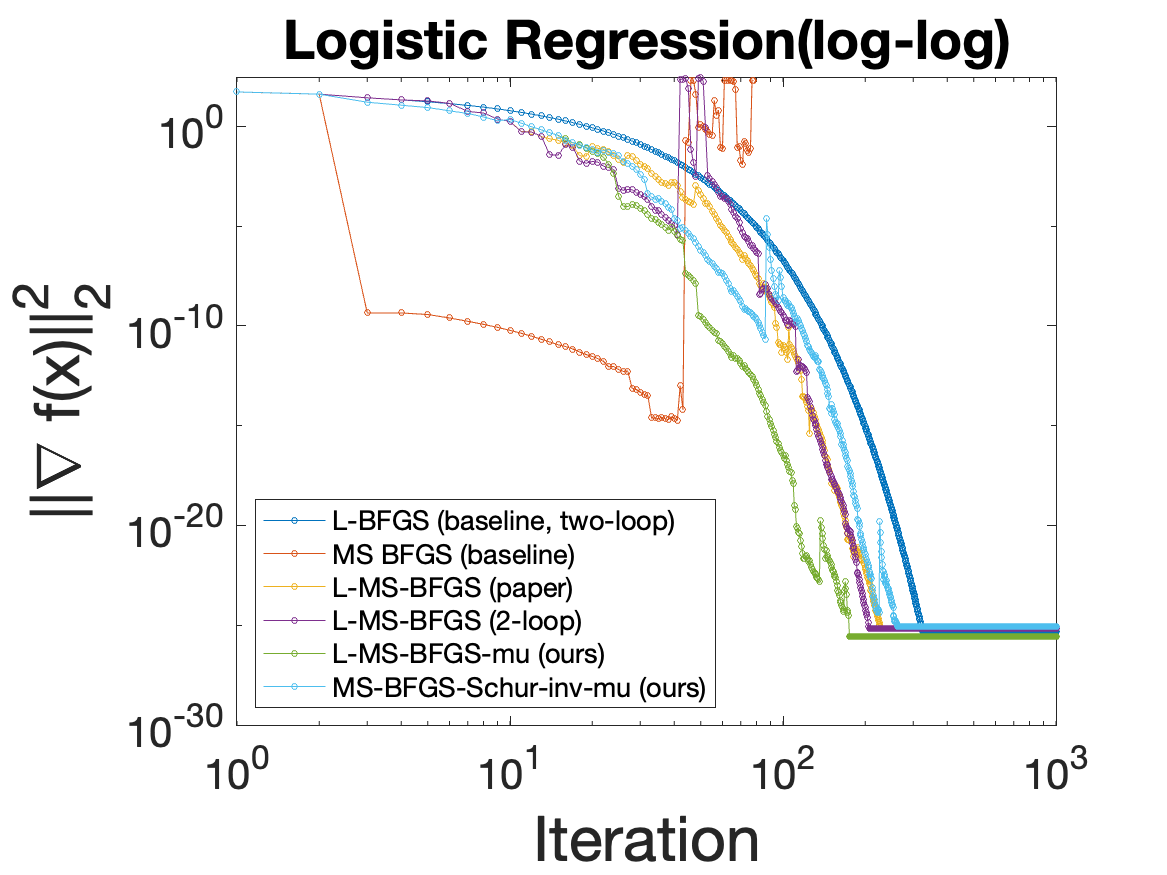 Logistic Regression(log-log)
10^0
10^-10
10^-20
10^-30
||∇ f(x)||_2^2
L-BFGS (baseline, two-loop)
MS BFGS (baseline)
L-MS-BFGS (paper)
L-MS-BFGS (2-loop)
L-MS-BFGS-mu (ours)
MS-BFGS-Schur-inv-mu (ours)
10^0 10^1 10^2 10^3
Iteration